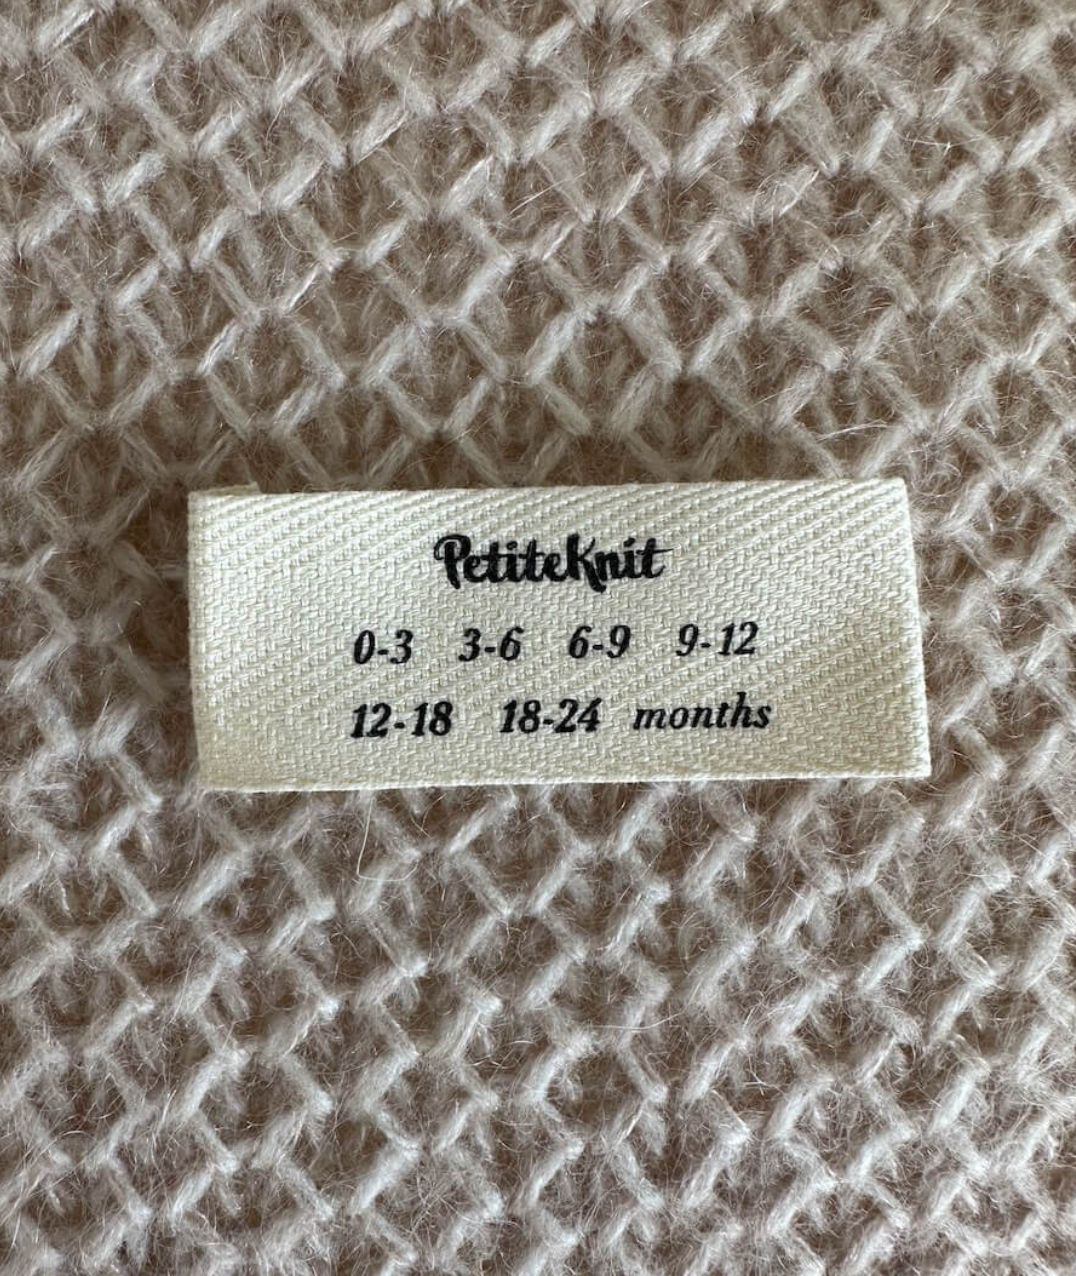 PetiteKnit
0-3 3-6 6-9 9-12
12-18 18-24 months